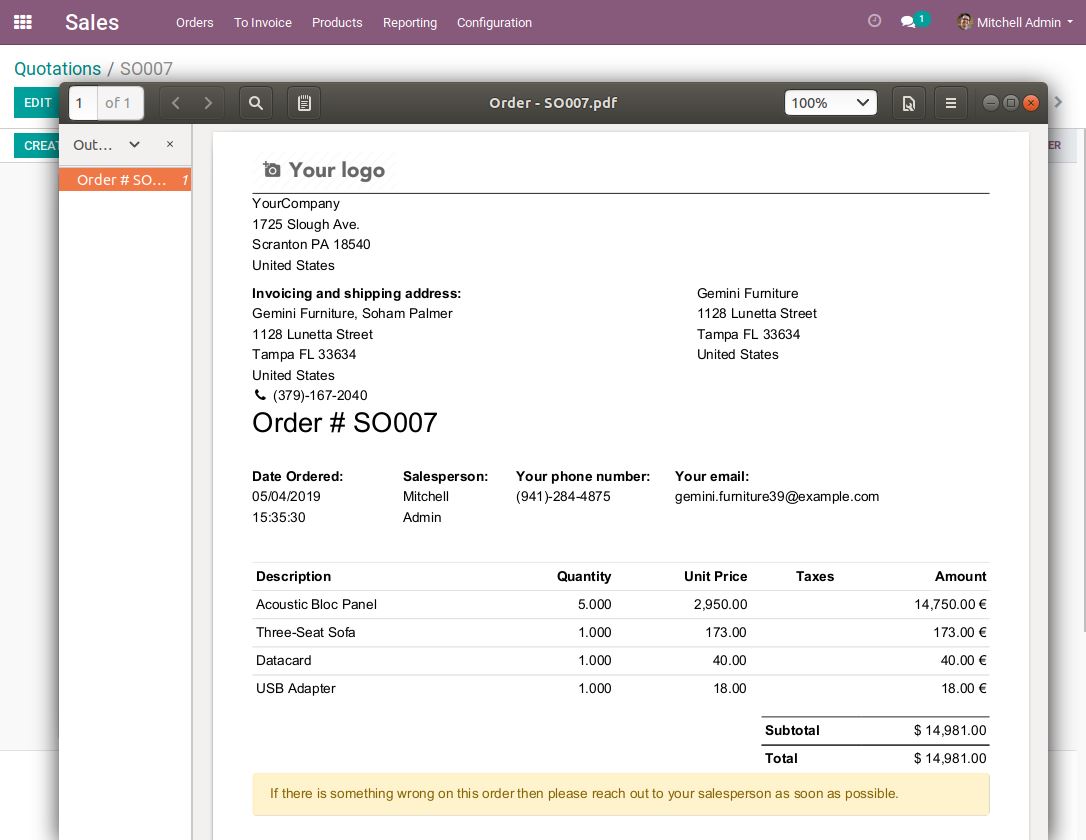 Sales Orders To Invoice Products Reporting Configuration 1 Mitchell Admin
Quotations / SO007
EDIT
1 of 1 Order - SO007.pdf 100%
CREAT
ER
Out... ×
Order # SO... 1
Your logo
YourCompany
1725 Slough Ave.
Scranton PA 18540
United States
Invoicing and shipping address:
Gemini Furniture, Soham Palmer
1128 Lunetta Street
Tampa FL 33634
United States
(379)-167-2040
Gemini Furniture
1128 Lunetta Street
Tampa FL 33634
United States
Order # SO007
Date Ordered: Salesperson: Your phone number: Your email:
05/04/2019 Mitchell (941)-284-4875 gemini.furniture39@example.com
15:35:30 Admin
Description Quantity Unit Price Taxes Amount
Acoustic Bloc Panel 5.000 2,950.00 14,750.00 €
Three-Seat Sofa 1.000 173.00 173.00 €
Datacard 1.000 40.00 40.00 €
USB Adapter 1.000 18.00 18.00 €
Subtotal $ 14,981.00
Total $ 14,981.00
If there is something wrong on this order then please reach out to your salesperson as soon as possible.